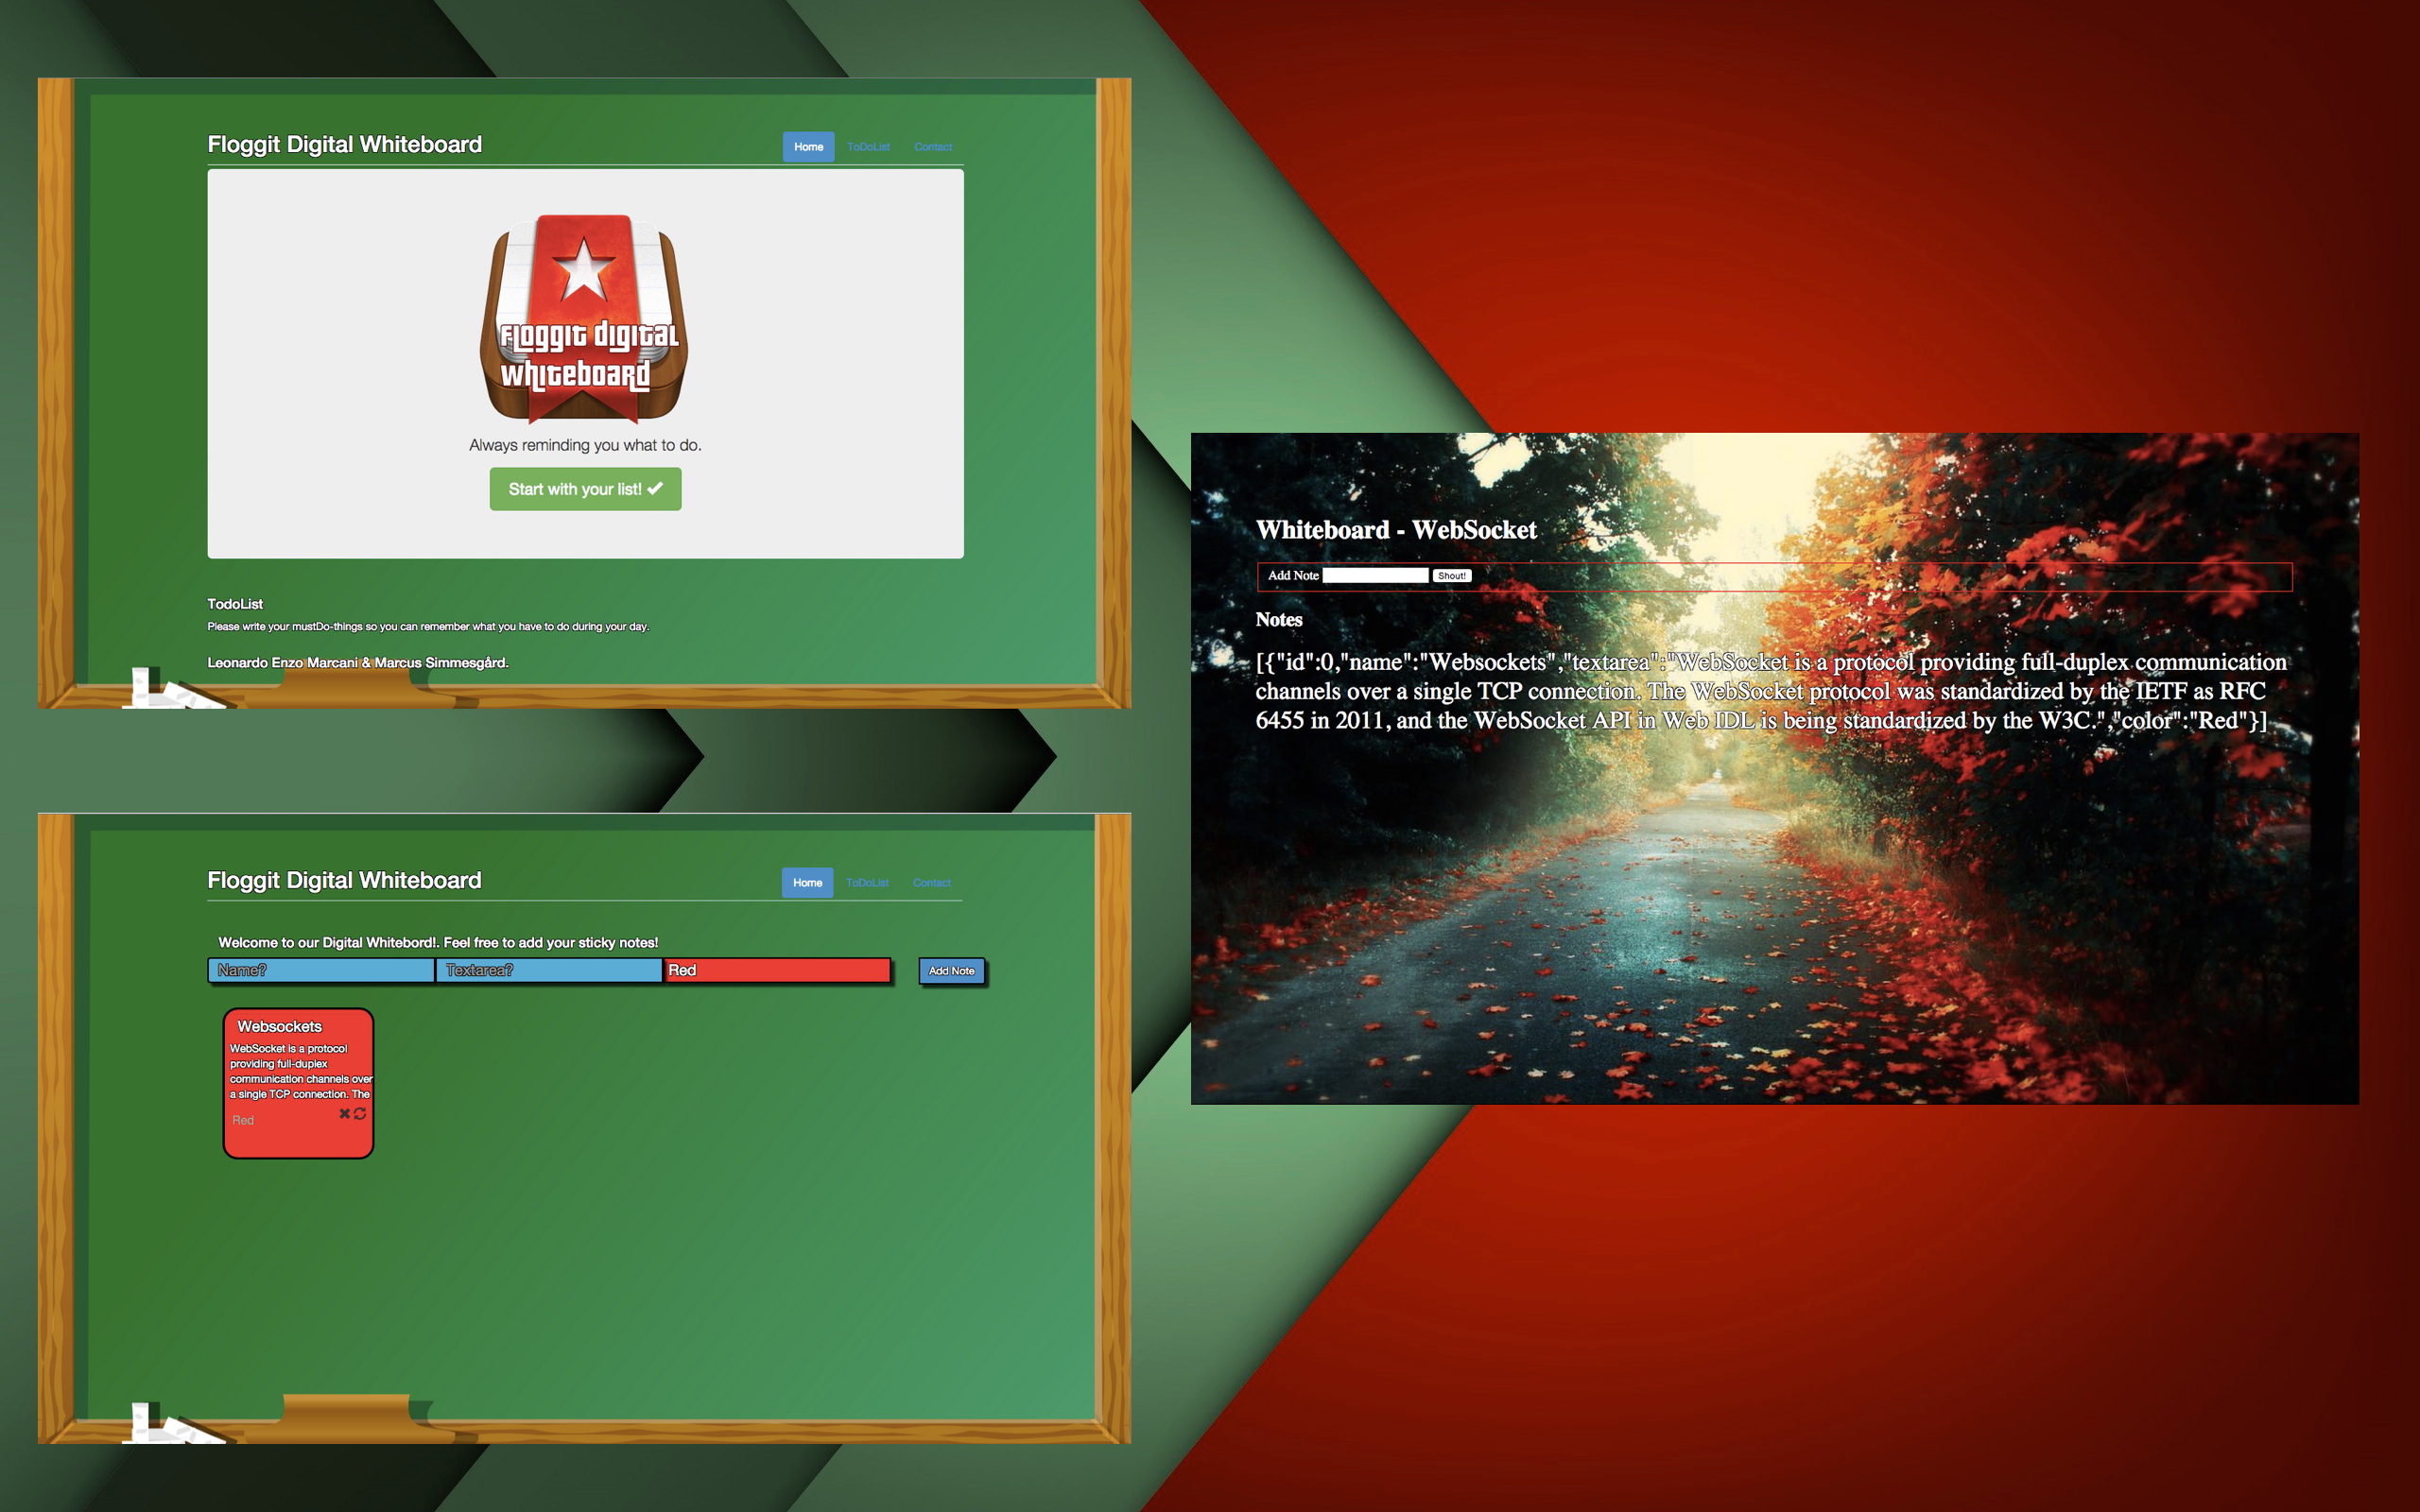 Floggit Digital Whiteboard
Home ToDoList Contact
Floggit digital
whiteboard
Always reminding you what to do.
Start with your list!
TodoList
Please write your mustDo-things so you can remember what you have to do during your day.
Leonardo Enzo Marcani & Marcus Simmesgård.
Floggit Digital Whiteboard
Home ToDoList Contact
Welcome to our Digital Whitebord!. Feel free to add your sticky notes!
Name? Textarea? Red Add Note
Websockets
WebSocket is a protocol
providing full-duplex
communication channels over
a single TCP connection. The
Red
Whiteboard - WebSocket
Add Note Shout!
Notes
[{"id":0,"name":"Websockets","textarea":"WebSocket is a protocol providing full-duplex communication
channels over a single TCP connection. The WebSocket protocol was standardized by the IETF as RFC
6455 in 2011, and the WebSocket API in Web IDL is being standardized by the W3C.","color":"Red"}]